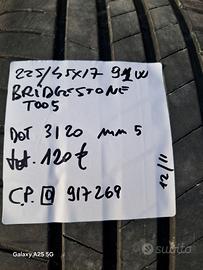 225/45x17 91W
BRIDGESTONE
T005
DOT 3120 mm 5
tot. 120€
C.P. D 917269
12/11
Galaxy A25 5G
subito